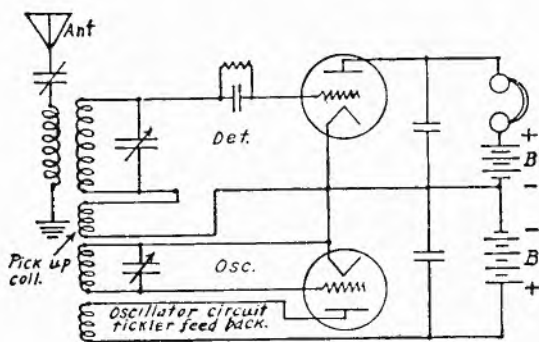 Ant
Det.
+
B
-
Pick up
coil.
Osc.
-
B
+
Oscillator circuit
tickler feed back.